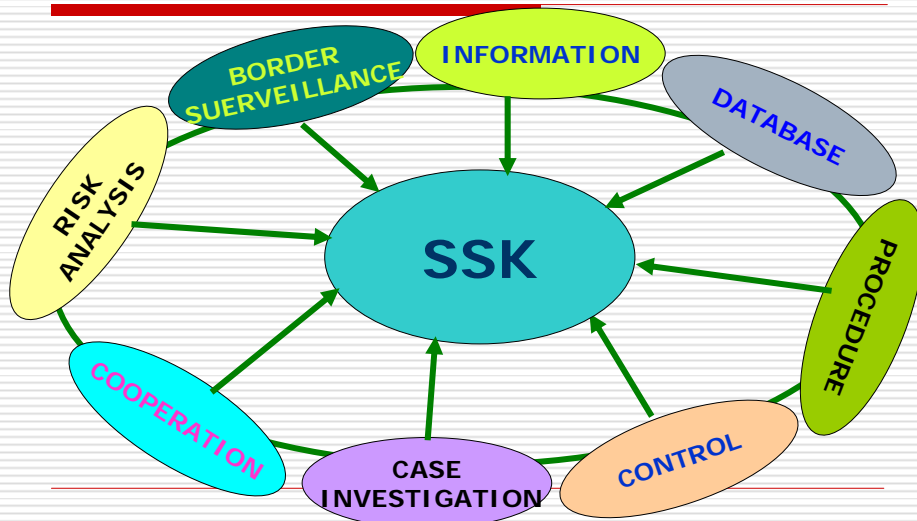 INFORMATION
BORDER
SUERVEILLANCE
DATABASE
RISK
ANALYSIS
SSK
PROCEDURE
COOPERATION
CONTROL
CASE
INVESTIGATION